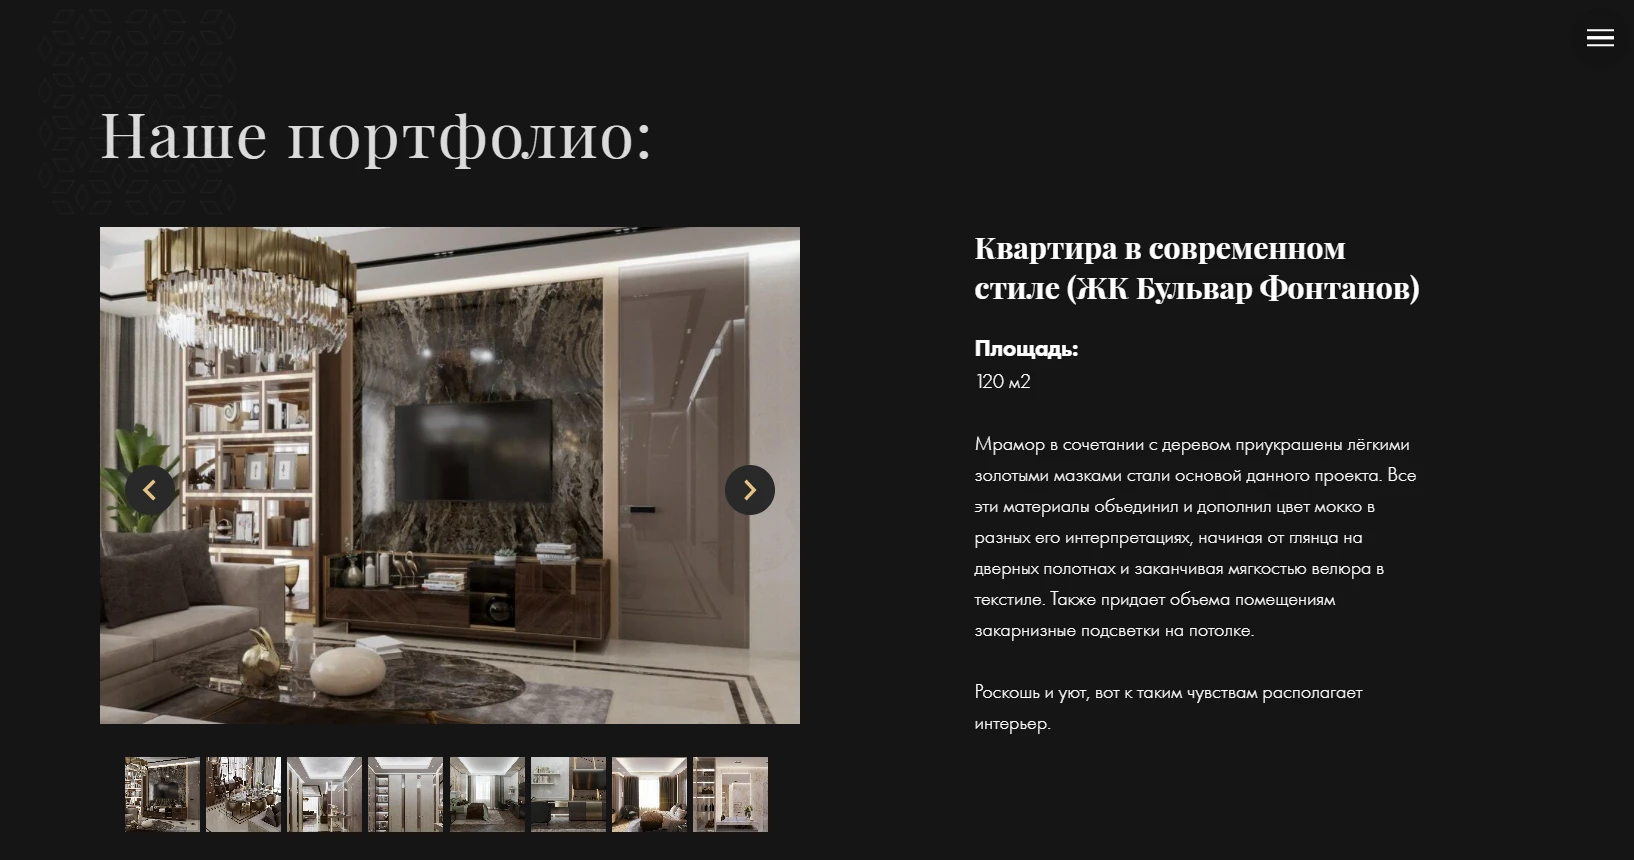 Наше портфолио:
Квартира в современном
стиле (ЖК Бульвар Фонтанов)
Площадь:
120 м2
Мрамор в сочетании с деревом приукрашены лёгкими
золотыми мазками стали основой данного проекта. Все
эти материалы объединил и дополнил цвет мокко в
разных его интерпретациях, начиная от глянца на
дверных полотнах и заканчивая мягкостью велюра в
текстиле. Также придает объема помещениям
закарнизные подсветки на потолке.
Роскошь и уют, вот к таким чувствам располагает
интерьер.